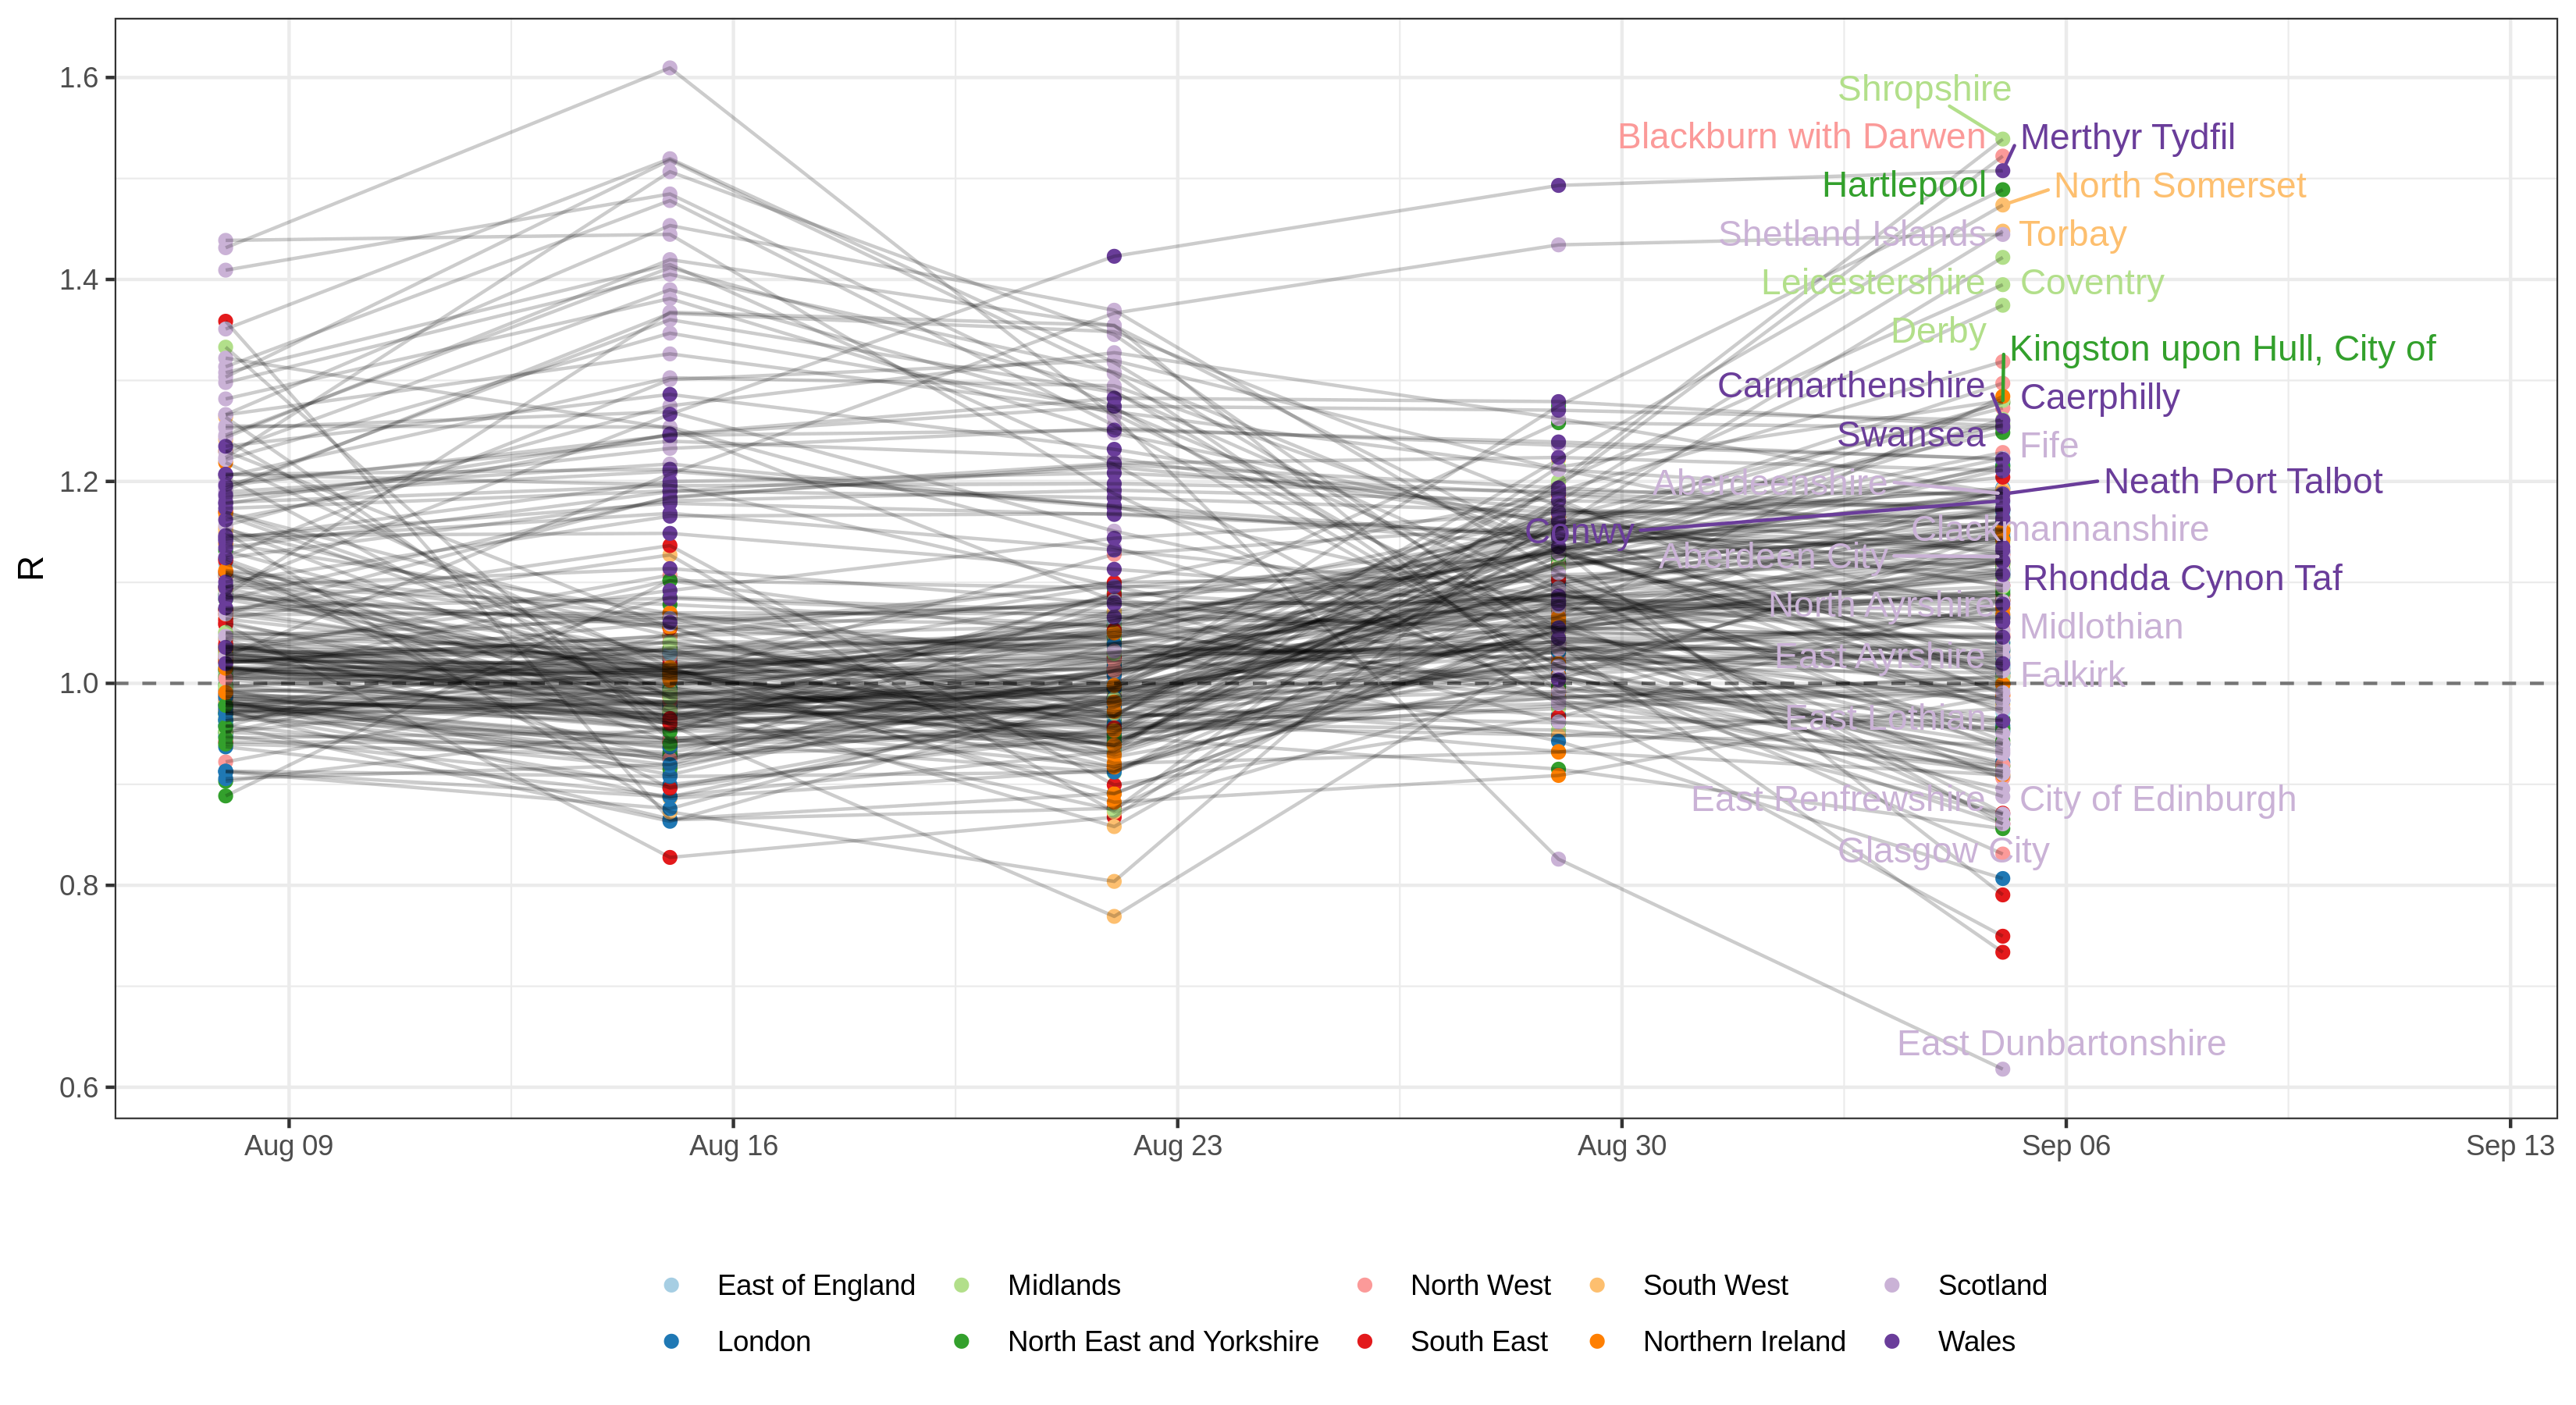 1.6
1.4
1.2
1.0
0.8
0.6
R
Shropshire
Blackburn with Darwen
Merthyr Tydfil
Hartlepool
North Somerset
Shetland Islands
Torbay
Leicestershire
Coventry
Derby
Kingston upon Hull, City of
Carmarthenshire
Caerphilly
Swansea
Fife
Aberdeenshire
Neath Port Talbot
Conwy
Clackmannanshire
Aberdeen City
Rhondda Cynon Taf
North Ayrshire
Midlothian
East Ayrshire
Falkirk
East Lothian
East Renfrewshire
City of Edinburgh
Glasgow City
East Dunbartonshire
Aug 09 Aug 16 Aug 23 Aug 30 Sep 06 Sep 13
East of England Midlands North West South West Scotland
London North East and Yorkshire South East Northern Ireland Wales